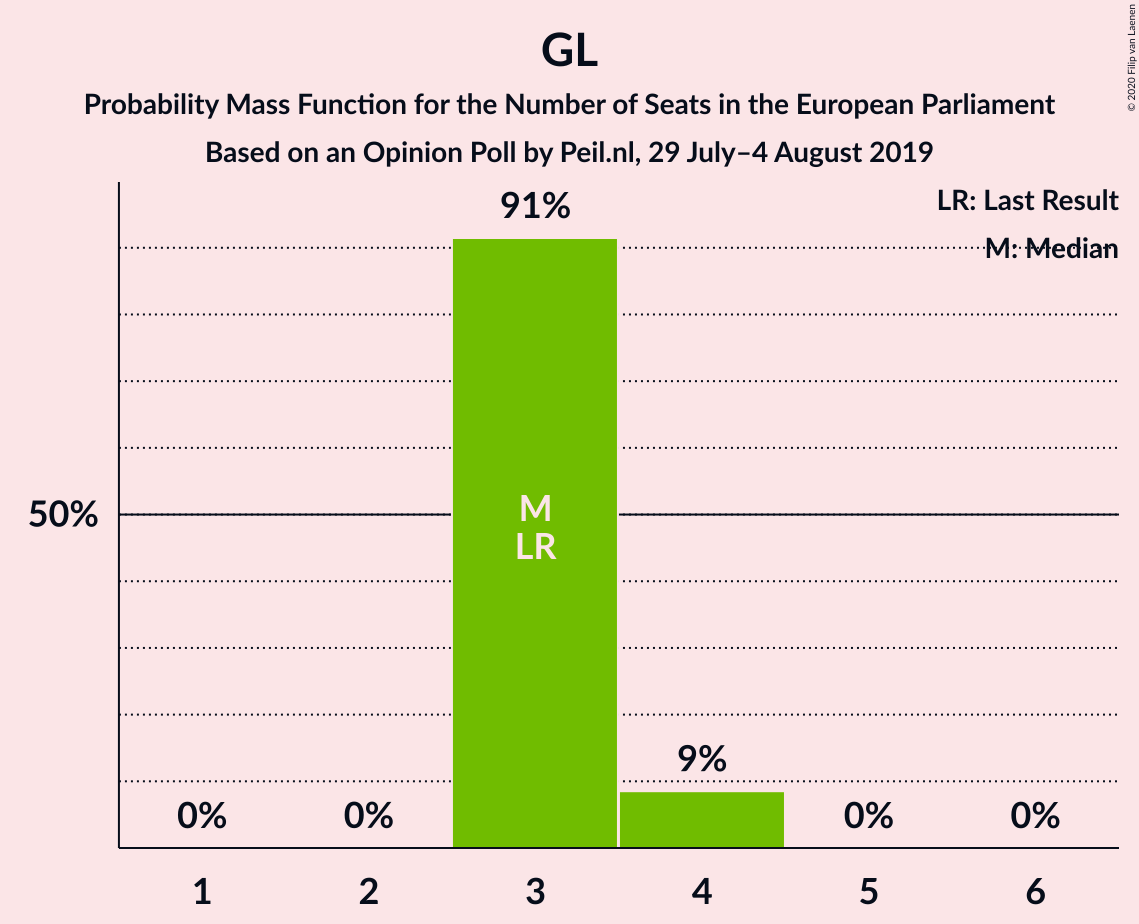 GL
Probability Mass Function for the Number of Seats in the European Parliament
Based on an Opinion Poll by Peil.nl, 29 July–4 August 2019
© 2020 Filip van Laenen
LR: Last Result
M: Median
91%
50%
M
LR
9%
0%
0%
0%
0%
1
2
3
4
5
6